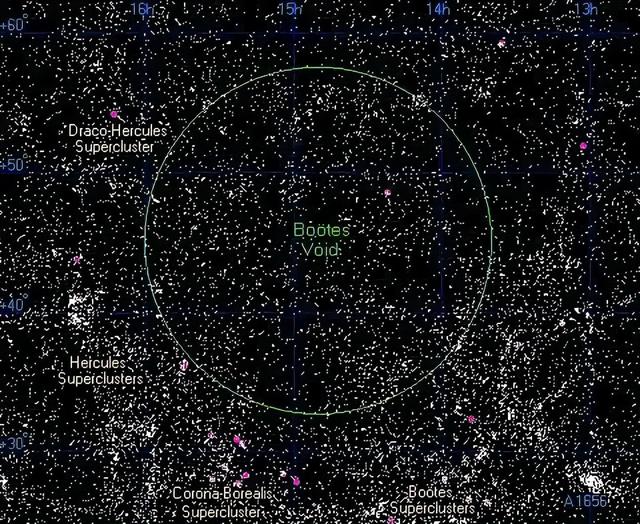 16h 15h 14h 13h
+60°
Draco-Hercules
Supercluster
+50°
Bootes
Void
+40°
Hercules
Superclusters
+30°
Corona Borealis
Supercluster
Bootes
Superclusters
A1656